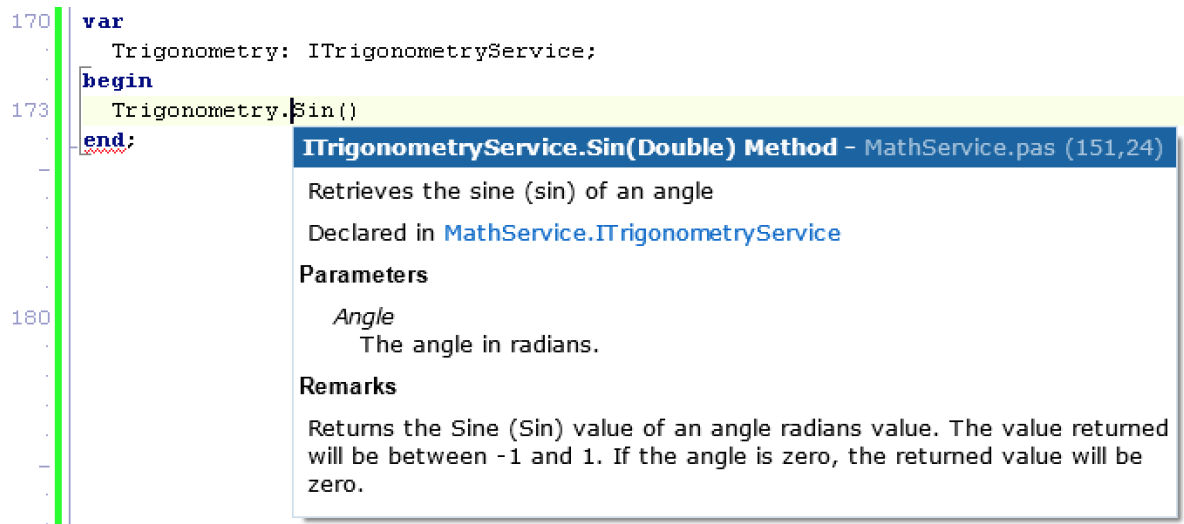 170 var
Trigonometry: ITrigonometryService;
begin
173 Trigonometry.Sin()
end;
ITrigonometryService.Sin(Double) Method – MathService.pas (151,24)
Retrieves the sine (sin) of an angle
Declared in MathService.ITrigonometryService
Parameters
180
Angle
The angle in radians.
Remarks
Returns the Sine (Sin) value of an angle radians value. The value returned
will be between -1 and 1. If the angle is zero, the returned value will be
zero.